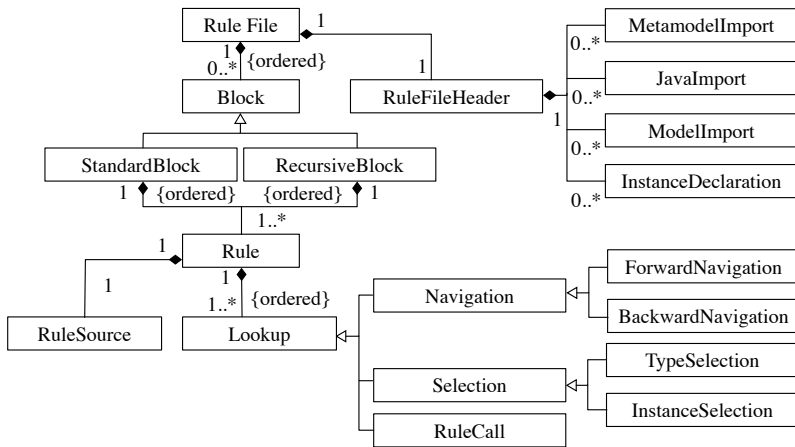 Rule File
1
1
{ordered}
0..*
1
Block
RuleFileHeader
1
MetamodelImport
0..*
JavaImport
0..*
ModelImport
0..*
InstanceDeclaration
0..*
StandardBlock
RecursiveBlock
1
{ordered}
{ordered}
1
1..*
Rule
1
1
1
{ordered}
1..*
RuleSource
Lookup
Navigation
ForwardNavigation
BackwardNavigation
Selection
TypeSelection
InstanceSelection
RuleCall